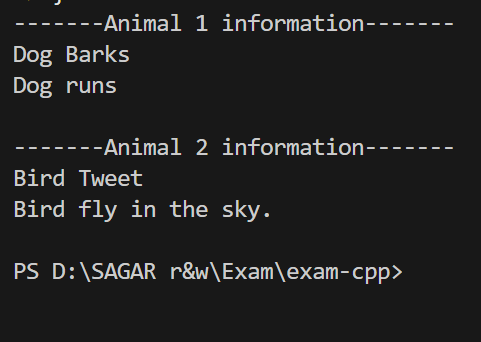 -------Animal 1 information-------
Dog Barks
Dog runs
-------Animal 2 information-------
Bird Tweet
Bird fly in the sky.
PS D:\SAGAR r&w\Exam\exam-cpp>